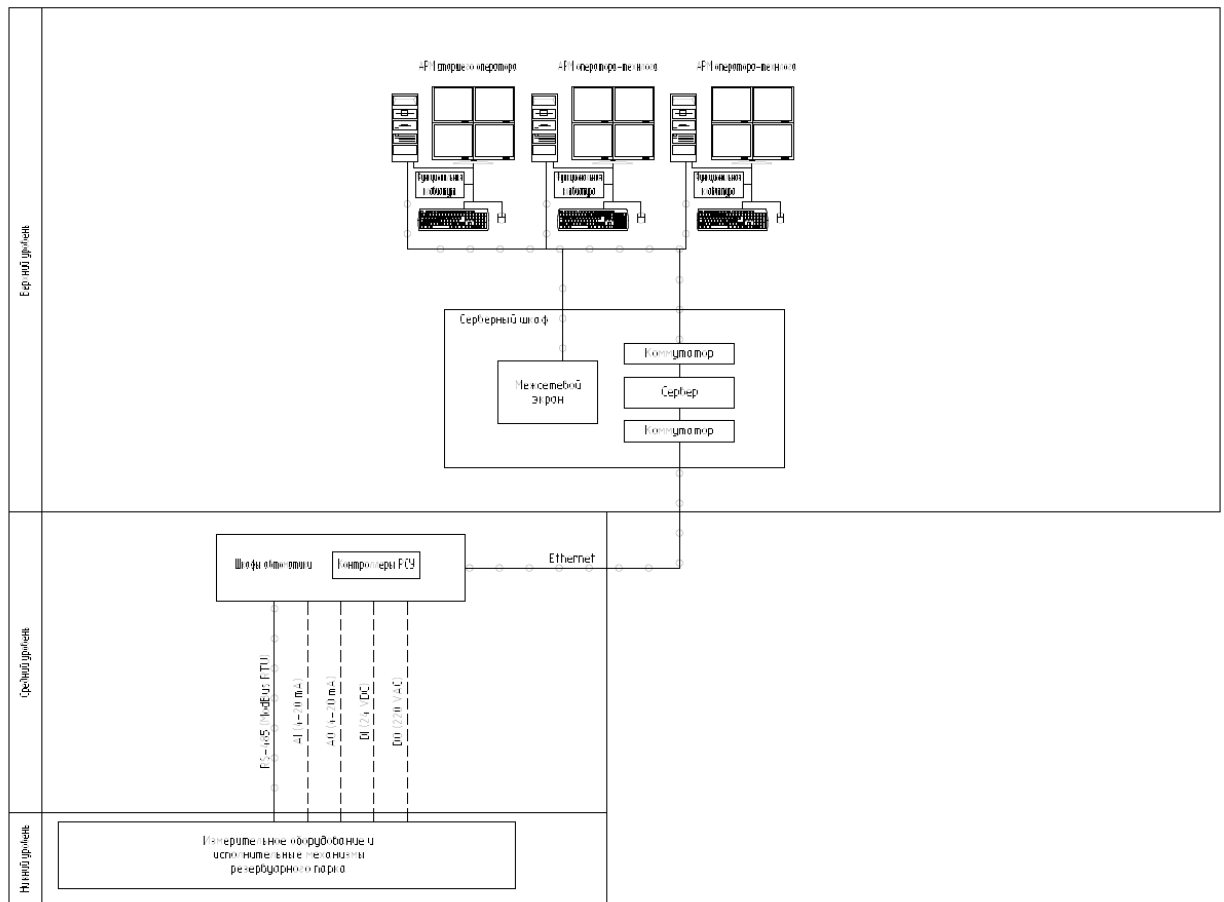 Верхний уровень
АРМ старшего оператора
АРМ оператора-технолога
АРМ оператора-технолога
Функциональная
клавиатура
Функциональная
клавиатура
Функциональная
клавиатура
Серверный шкаф
Межсетевой
экран
Коммутатор
Сервер
Коммутатор
Средний уровень
Шкафы автоматики
Контроллеры РСУ
Ethernet
RS-485 (ModBus RTU)
AI (4-20 mA)
AO (4-20 mA)
DI (24 VDC)
DO (220 VAC)
Нижний уровень
Измерительное оборудование и
исполнительные механизмы
резервуарного парка